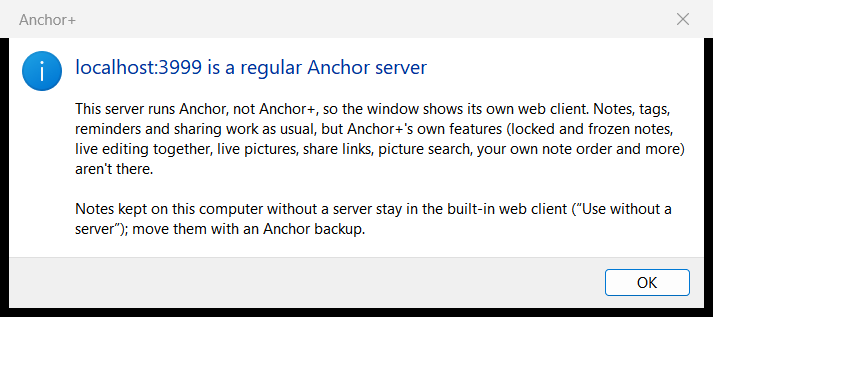 Anchor+
localhost:3999 is a regular Anchor server
This server runs Anchor, not Anchor+, so the window shows its own web client. Notes, tags,
reminders and sharing work as usual, but Anchor+'s own features (locked and frozen notes,
live editing together, live pictures, share links, picture search, your own note order and more)
aren't there.
Notes kept on this computer without a server stay in the built-in web client (“Use without a
server”); move them with an Anchor backup.
OK